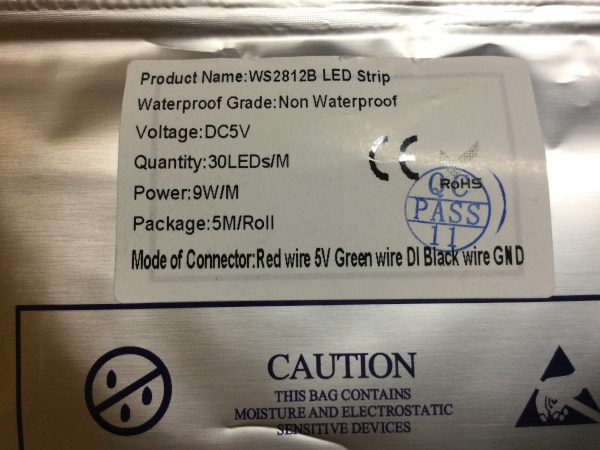 Product Name:WS2812B LED Strip
Waterproof Grade:Non Waterproof
Voltage:DC5V
Quantity:30LEDs/M
CE
Power:9W/M
RoHS
QC
PASS
11
Package:5M/Roll
Mode of Connector:Red wire 5V Green wire DI Black wire GND
CAUTION
THIS BAG CONTAINS
MOISTURE AND ELECTROSTATIC
SENSITIVE DEVICES